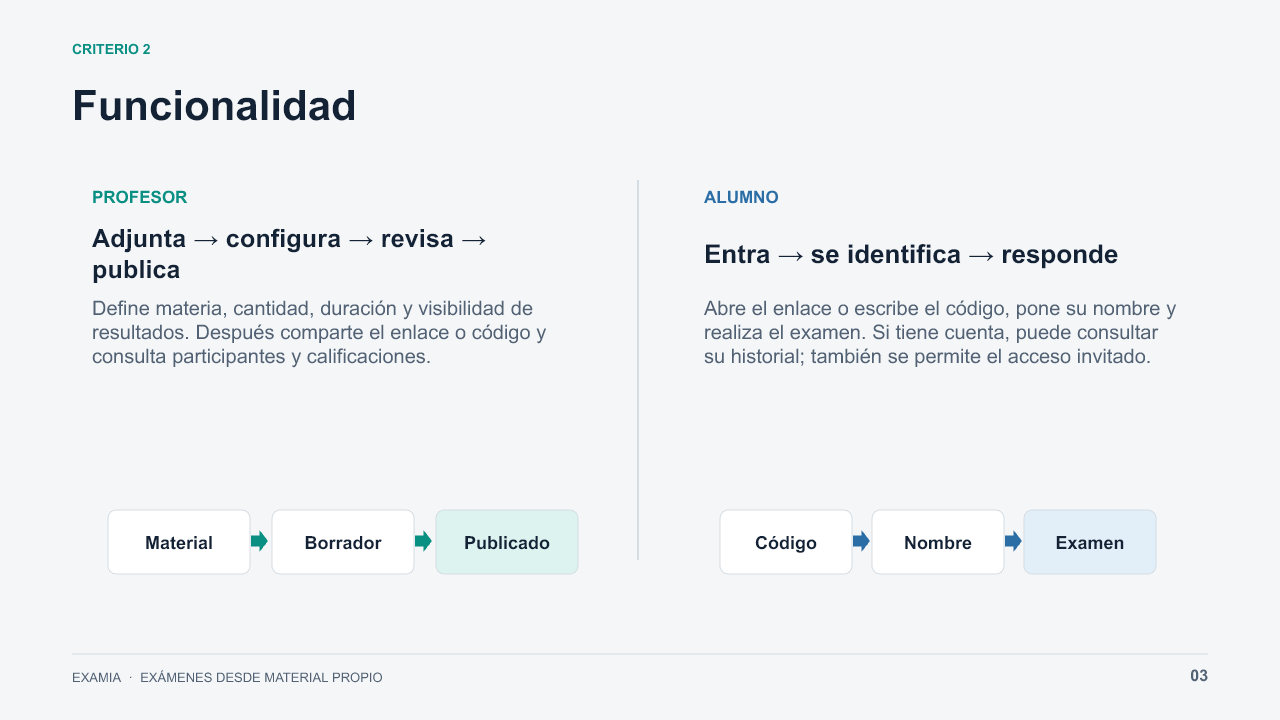 CRITERIO 2
Funcionalidad
PROFESOR
Adjunta → configura → revisa →
publica
Define materia, cantidad, duración y visibilidad de
resultados. Después comparte el enlace o código y
consulta participantes y calificaciones.
Material
Borrador
Publicado
ALUMNO
Entra → se identifica → responde
Abre el enlace o escribe el código, pone su nombre y
realiza el examen. Si tiene cuenta, puede consultar
su historial; también se permite el acceso invitado.
Código
Nombre
Examen
EXAMIA · EXÁMENES DESDE MATERIAL PROPIO
03